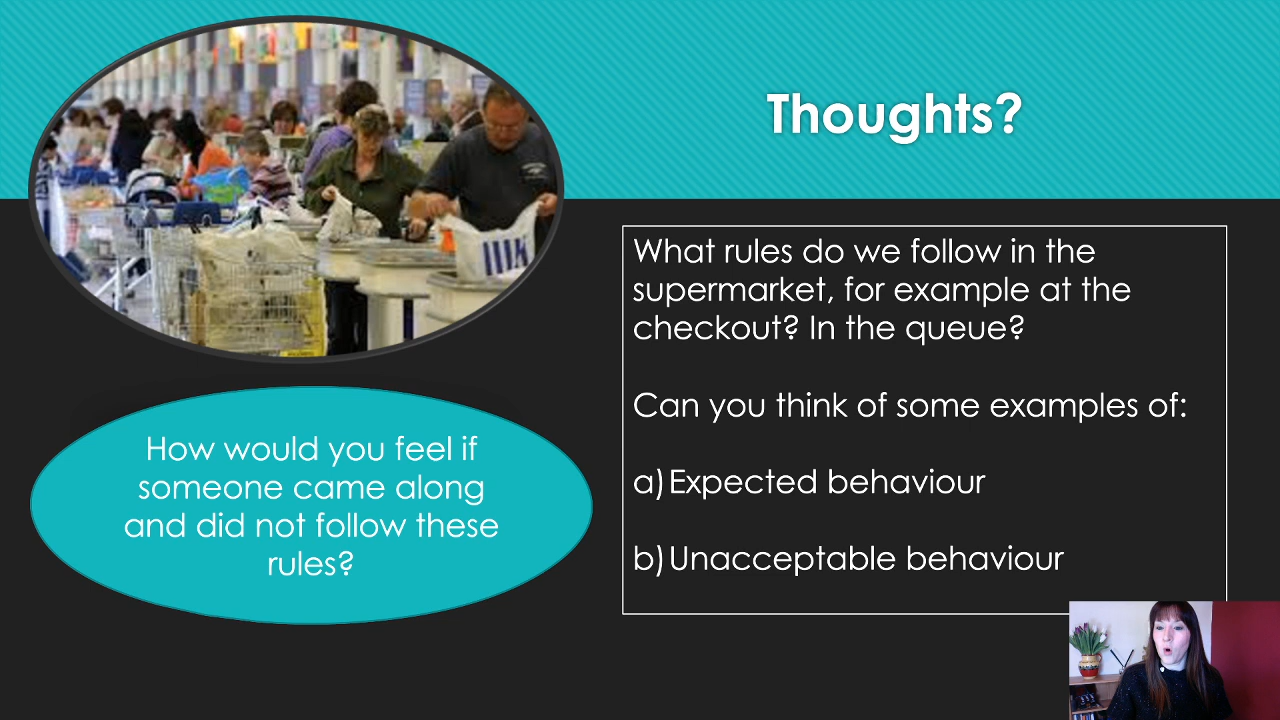 Thoughts?
What rules do we follow in the
supermarket, for example at the
checkout? In the queue?
Can you think of some examples of:
a) Expected behaviour
b) Unacceptable behaviour
How would you feel if
someone came along
and did not follow these
rules?